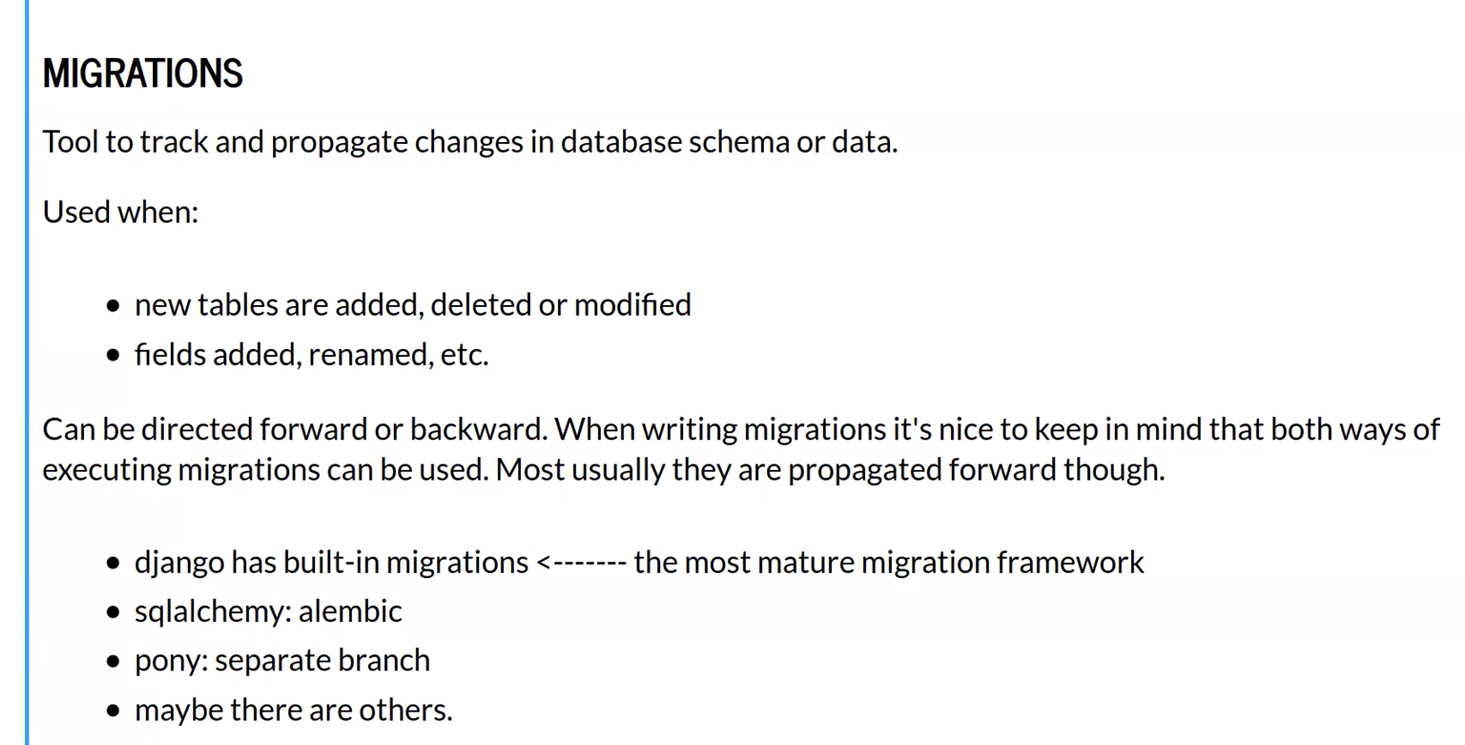 MIGRATIONS
Tool to track and propagate changes in database schema or data.
Used when:
• new tables are added, deleted or modified
• fields added, renamed, etc.
Can be directed forward or backward. When writing migrations it's nice to keep in mind that both ways of
executing migrations can be used. Most usually they are propagated forward though.
• django has built-in migrations <------- the most mature migration framework
• sqlalchemy: alembic
• pony: separate branch
• maybe there are others.